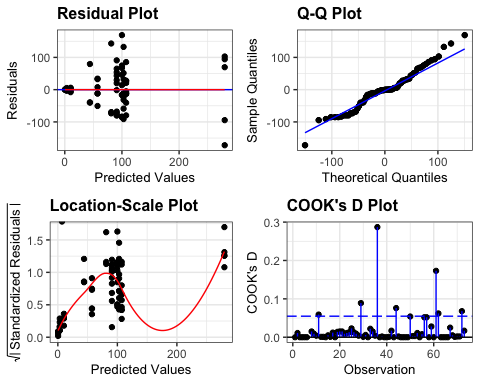 Residual Plot
Residuals
100
0
-100
0
100
200
Predicted Values
Q-Q Plot
Sample Quantiles
100
0
-100
-100
0
100
Theoretical Quantiles
Location-Scale Plot
√| Standardized Residuals |
1.5
1.0
0.5
0.0
0
100
200
Predicted Values
COOK's D Plot
COOK's D
0.3
0.2
0.1
0.0
0
20
40
60
Observation